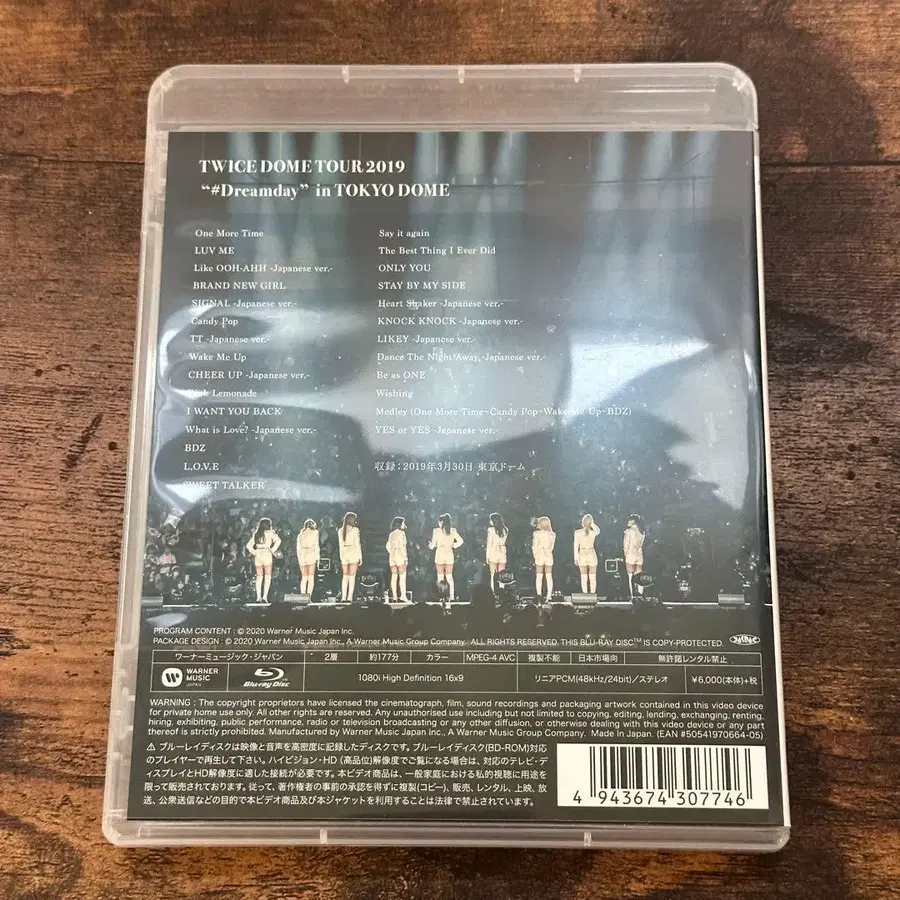 TWICE DOME TOUR 2019
“#Dreamday” in TOKYO DOME
One More Time
LUV ME
Like OOH-AHH -Japanese ver.-
BRAND NEW GIRL
SIGNAL -Japanese ver.-
Candy Pop
TT -Japanese ver.-
Wake Me Up
CHEER UP -Japanese ver.-
Lemonade
I WANT YOU BACK
What is Love? -Japanese ver.-
BDZ
L.O.V.E
SWEET TALKER
Say it again
The Best Thing I Ever Did
ONLY YOU
STAY BY MY SIDE
Heart Shaker -Japanese ver.-
KNOCK KNOCK -Japanese ver.-
LIKEY -Japanese ver.-
Dance The Night Away -Japanese ver.-
Be as ONE
Wishing
Medley (One More Time~Candy Pop~Wake Me Up~BDZ)
YES or YES -Japanese ver.-
収録：2019年3月30日 東京ドーム
PROGRAM CONTENT : © 2020 Warner Music Japan Inc.
PACKAGE DESIGN : © 2020 Warner Music Japan Inc., A Warner Music Group Company. ALL RIGHTS RESERVED. THIS BLU-RAY DISC™ IS COPY-PROTECTED.
ワーナーミュージック・ジャパン 2層 約177分 カラー MPEG-4 AVC 複製不能 日本市場向 無許諾レンタル禁止
WARNER MUSIC JAPAN Blu-ray Disc 1080i High Definition 16x9 リニアPCM(48kHz/24bit)/ステレオ ¥6,000(本体)+税
WARNING : The copyright proprietors have licensed the cinematograph, film, sound recordings and packaging artwork contained in this video device
for private home use only. All other rights are reserved. Any unauthorised use including but not limited to copying, editing, lending, exchanging, renting,
hiring, exhibiting, public performance, radio or television broadcasting or any other diffusion, or otherwise dealing with this video device or any part
thereof is strictly prohibited. Manufactured by Warner Music Japan Inc., A Warner Music Group Company. Made in Japan. (EAN #50541970664-05)
⚠ ブルーレイディスクは映像と音声を高密度に記録したディスクです。ブルーレイディスク(BD-ROM)対応
のプレイヤーで再生して下さい。ハイビジョン・HD (高品位)解像度でご覧になる場合は、対応のテレビ・デ
ィスプレイとHD解像度に適した接続が必要です。本ビデオ商品は、一般家庭における私的視聴に用途を
限って販売されております。従って、著作権者の事前の承認を得ずに複製(コピー)、販売、レンタル、上映、放
送、公衆送信などの目的で本ビデオ商品及び本ジャケットを利用することは法律で禁止されています。
4 943674 307746